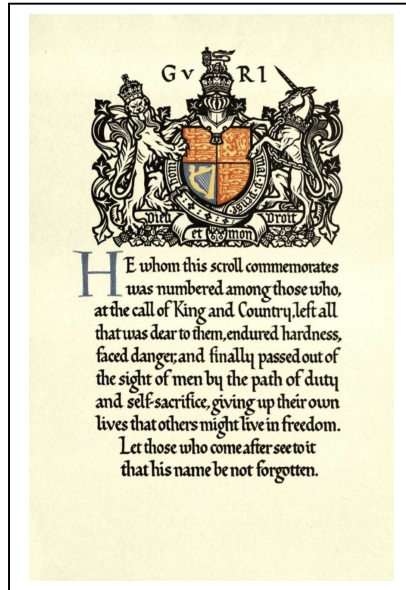 G v R I
Dieu et mon Droit
HE whom this scroll commemorates
was numbered among those who,
at the call of King and Country, left all
that was dear to them, endured hardness,
faced danger, and finally passed out of
the sight of men by the path of duty
and self-sacrifice, giving up their own
lives that others might live in freedom.
Let those who come after see to it
that his name be not forgotten.